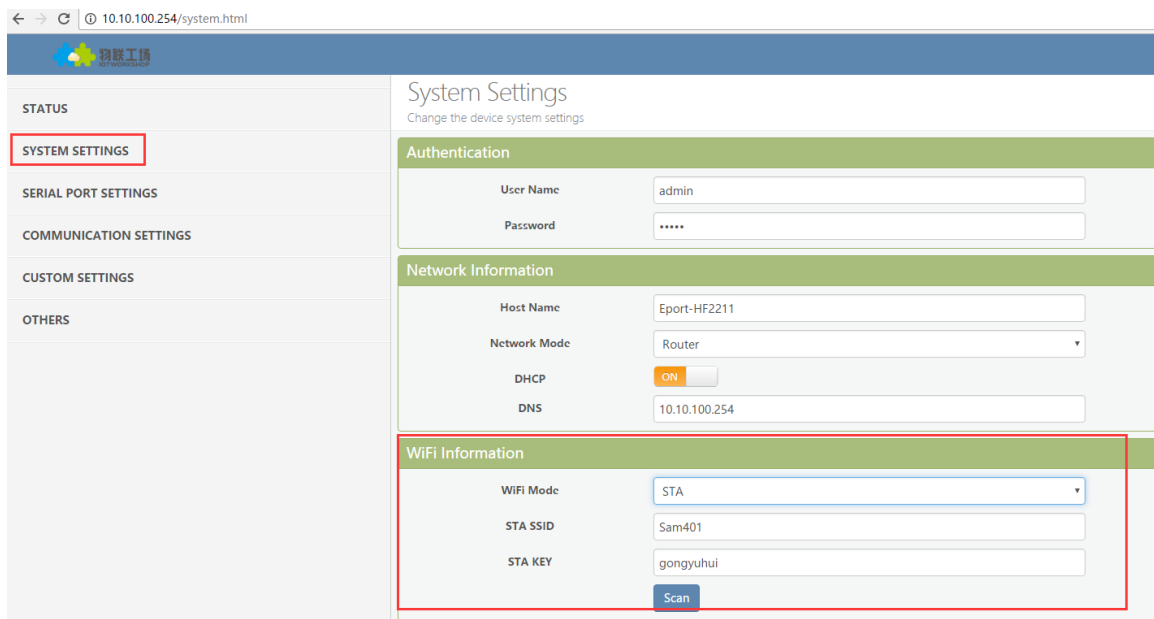 10.10.100.254/system.html
物联工场
IOTWORKSHOP
STATUS
SYSTEM SETTINGS
SERIAL PORT SETTINGS
COMMUNICATION SETTINGS
CUSTOM SETTINGS
OTHERS
System Settings
Change the device system settings
Authentication
User Name admin
Password •••••
Network Information
Host Name Eport-HF2211
Network Mode Router
DHCP ON
DNS 10.10.100.254
WiFi Information
WiFi Mode STA
STA SSID Sam401
STA KEY gongyuhui
Scan